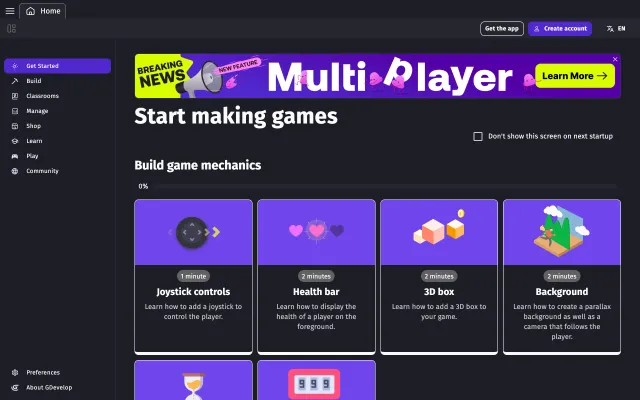 Home
Get the app
Create account
EN
Get Started
Build
Classrooms
Manage
Shop
Learn
Play
Community
Preferences
About GDevelop
BREAKING
NEWS
NEW FEATURE
Multi Player
Learn More
Start making games
Don't show this screen on next startup
Build game mechanics
0%
1 minute
Joystick controls
Learn how to add a joystick to
control the player.
2 minutes
Health bar
Learn how to display the
health of a player on the
foreground.
2 minutes
3D box
Learn how to add a 3D box to
your game.
2 minutes
Background
Learn how to create a parallax
background as well as a
camera that follows the
player.
999